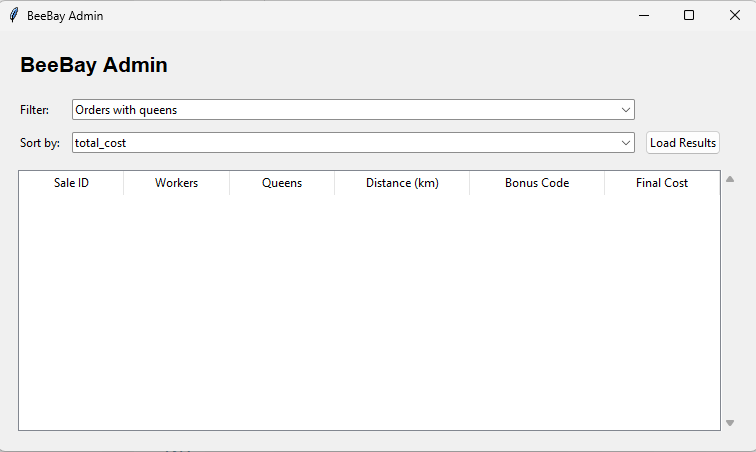 BeeBay Admin
BeeBay Admin
Filter: Orders with queens
Sort by: total_cost Load Results
Sale ID Workers Queens Distance (km) Bonus Code Final Cost